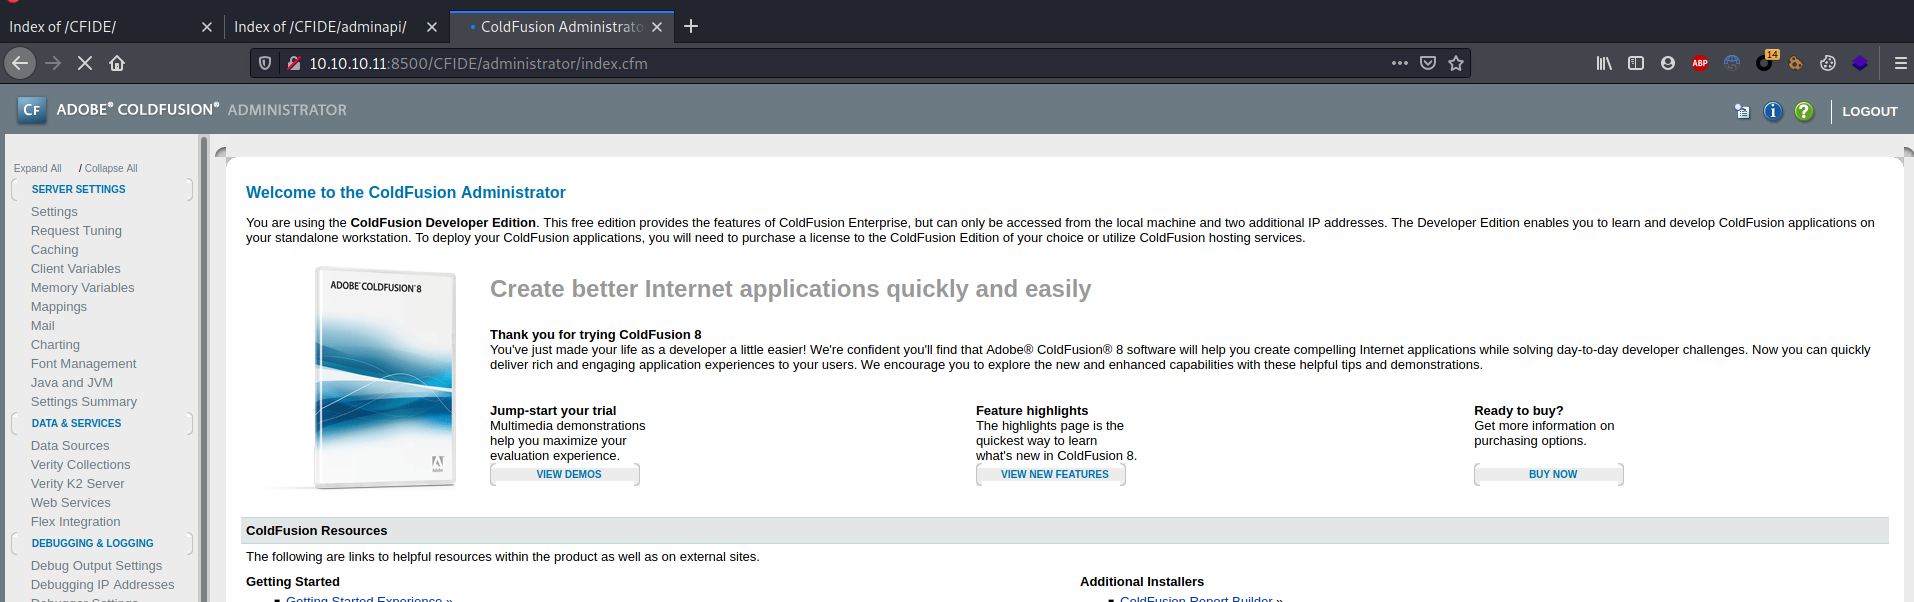 Index of /CFIDE/
Index of /CFIDE/adminapi/
ColdFusion Administrato
10.10.10.11:8500/CFIDE/administrator/index.cfm
ABP
14
CF ADOBE® COLDFUSION® ADMINISTRATOR
LOGOUT
Expand All / Collapse All
SERVER SETTINGS
Settings
Request Tuning
Caching
Client Variables
Memory Variables
Mappings
Mail
Charting
Font Management
Java and JVM
Settings Summary
DATA & SERVICES
Data Sources
Verity Collections
Verity K2 Server
Web Services
Flex Integration
DEBUGGING & LOGGING
Debug Output Settings
Debugging IP Addresses
Debugger Settings
Welcome to the ColdFusion Administrator
You are using the ColdFusion Developer Edition. This free edition provides the features of ColdFusion Enterprise, but can only be accessed from the local machine and two additional IP addresses. The Developer Edition enables you to learn and develop ColdFusion applications on
your standalone workstation. To deploy your ColdFusion applications, you will need to purchase a license to the ColdFusion Edition of your choice or utilize ColdFusion hosting services.
ADOBE® COLDFUSION® 8
Adobe
Create better Internet applications quickly and easily
Thank you for trying ColdFusion 8
You've just made your life as a developer a little easier! We're confident you'll find that Adobe® ColdFusion® 8 software will help you create compelling Internet applications while solving day-to-day developer challenges. Now you can quickly
deliver rich and engaging application experiences to your users. We encourage you to explore the new and enhanced capabilities with these helpful tips and demonstrations.
Jump-start your trial
Multimedia demonstrations
help you maximize your
evaluation experience.
VIEW DEMOS
Feature highlights
The highlights page is the
quickest way to learn
what's new in ColdFusion 8.
VIEW NEW FEATURES
Ready to buy?
Get more information on
purchasing options.
BUY NOW
ColdFusion Resources
The following are links to helpful resources within the product as well as on external sites.
Getting Started
Getting Started Experience »
Additional Installers
ColdFusion Report Builder »